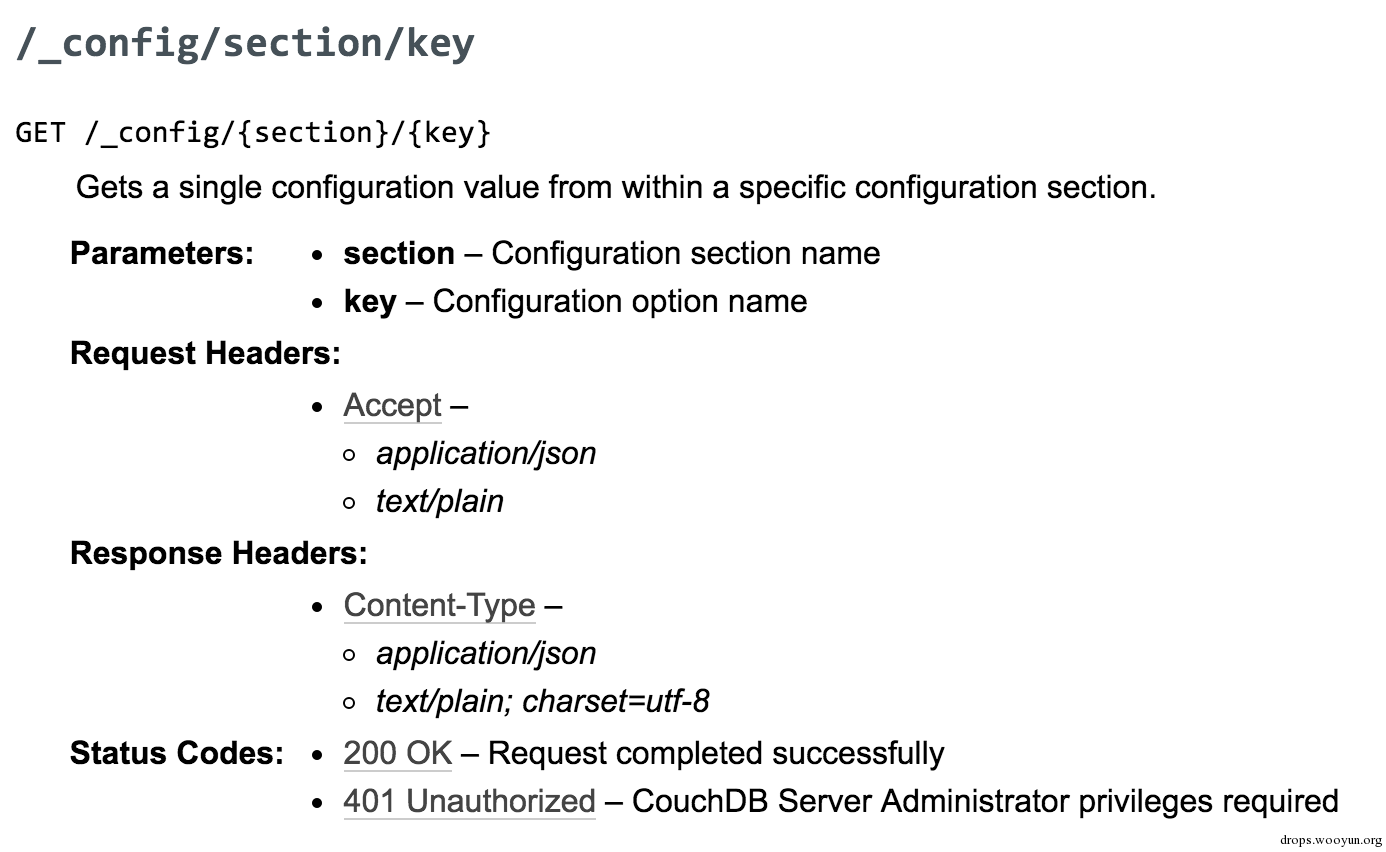 /_config/section/key
GET /_config/{section}/{key}
Gets a single configuration value from within a specific configuration section.
Parameters:
• section – Configuration section name
• key – Configuration option name
Request Headers:
• Accept –
○ application/json
○ text/plain
Response Headers:
• Content-Type –
○ application/json
○ text/plain; charset=utf-8
Status Codes:
• 200 OK – Request completed successfully
• 401 Unauthorized – CouchDB Server Administrator privileges required
drops.wooyun.org